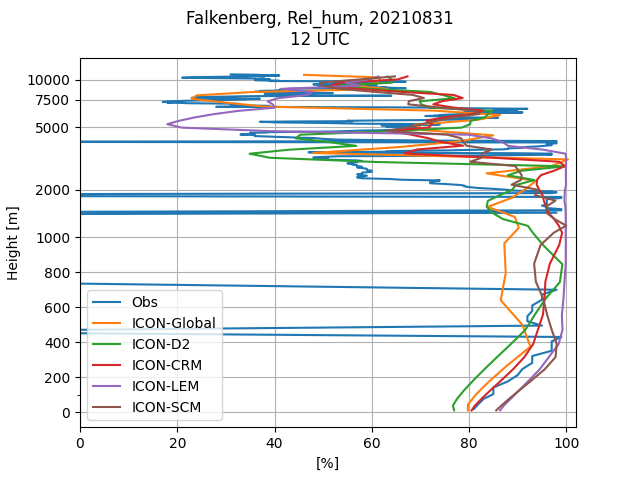 Falkenberg, Rel_hum, 20210831
12 UTC
10000
7500
5000
2000
1000
800
600
400
200
0
Height [m]
Obs
ICON-Global
ICON-D2
ICON-CRM
ICON-LEM
ICON-SCM
0 20 40 60 80 100
[%]